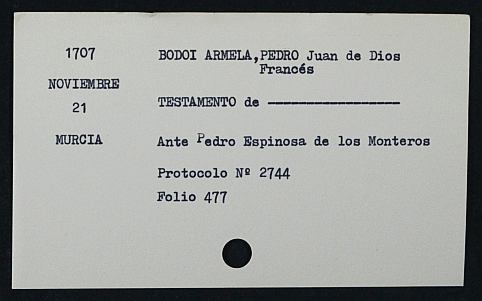 1707
NOVIEMBRE
21
MURCIA
BODOI ARMELA,PEDRO Juan de Dios
Francés
TESTAMENTO de -----------------
Ante Pedro Espinosa de los Monteros
Protocolo Nº 2744
Folio 477